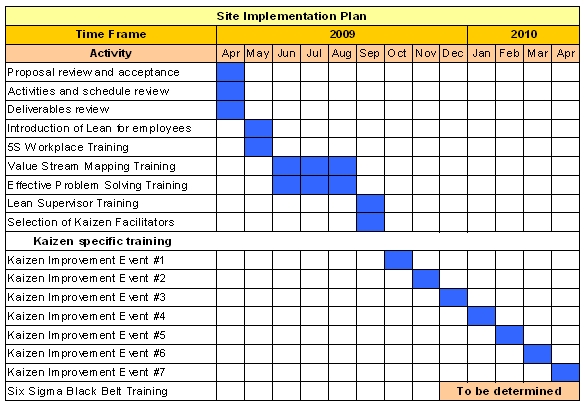 Site Implementation Plan
Time Frame 2009 2010
Activity Apr May Jun Jul Aug Sep Oct Nov Dec Jan Feb Mar Apr
Proposal review and acceptance
Activities and schedule review
Deliverables review
Introduction of Lean for employees
5S Workplace Training
Value Stream Mapping Training
Effective Problem Solving Training
Lean Supervisor Training
Selection of Kaizen Facilitators
Kaizen specific training
Kaizen Improvement Event #1
Kaizen Improvement Event #2
Kaizen Improvement Event #3
Kaizen Improvement Event #4
Kaizen Improvement Event #5
Kaizen Improvement Event #6
Kaizen Improvement Event #7
Six Sigma Black Belt Training To be determined